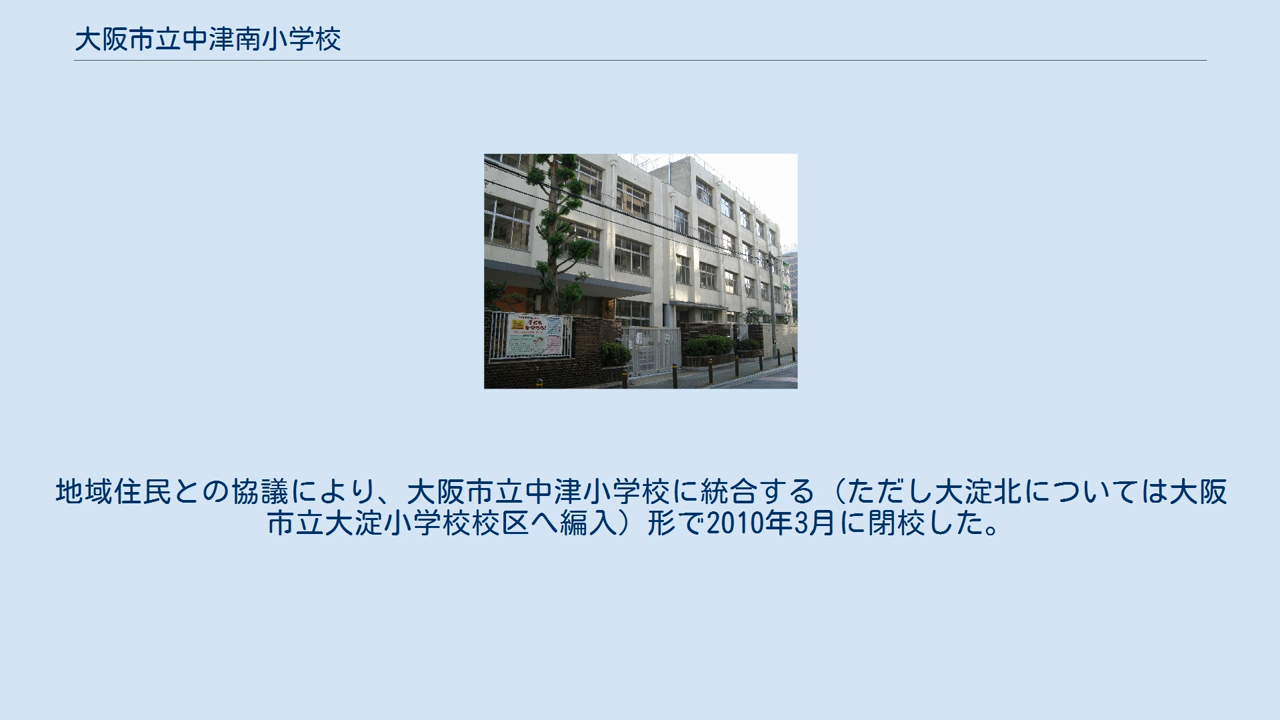 大阪市立中津南小学校
地域住民との協議により、大阪市立中津小学校に統合する（ただし大淀北については大阪
市立大淀小学校校区へ編入）形で2010年3月に閉校した。